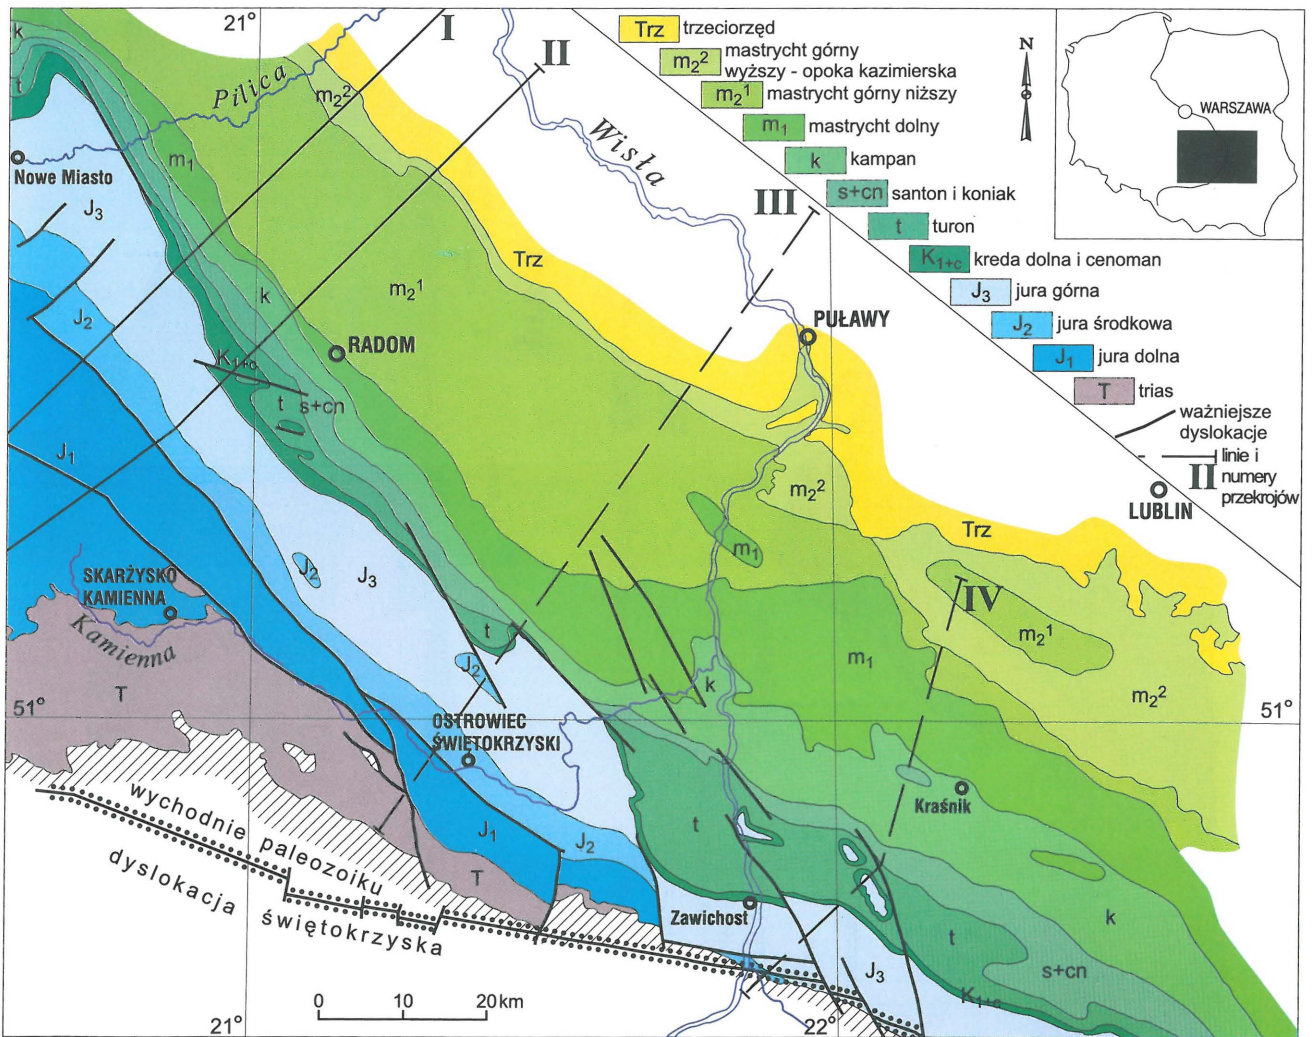 21°
I
II
III
IV
Pilica
Wisła
Kamienna
Nowe Miasto
RADOM
PUŁAWY
LUBLIN
SKARŻYSKO
KAMIENNA
OSTROWIEC
ŚWIĘTOKRZYSKI
Kraśnik
Zawichost
k
t
m₁
m₂²
J₃
Trz
m₂¹
k
J₂
K₁₊c
t
s+cn
J₁
m₂²
Trz
J₂
J₃
m₁
t
m₂¹
m₁
J₂
k
T
m₂²
51°
51°
t
J₁
J₂
T
k
t
s+cn
J₃
K₁₊c
wychodnie paleozoiku
dyslokacja świętokrzyska
0 10 20 km
21°
22°
Trz trzeciorzęd
m₂² mastrycht górny
wyższy - opoka kazimierska
m₂¹ mastrycht górny niższy
m₁ mastrycht dolny
k kampan
s+cn santon i koniak
t turon
K₁₊c kreda dolna i cenoman
J₃ jura górna
J₂ jura środkowa
J₁ jura dolna
T trias
ważniejsze
dyslokacje
II linie i
numery
przekrojów
N
WARSZAWA